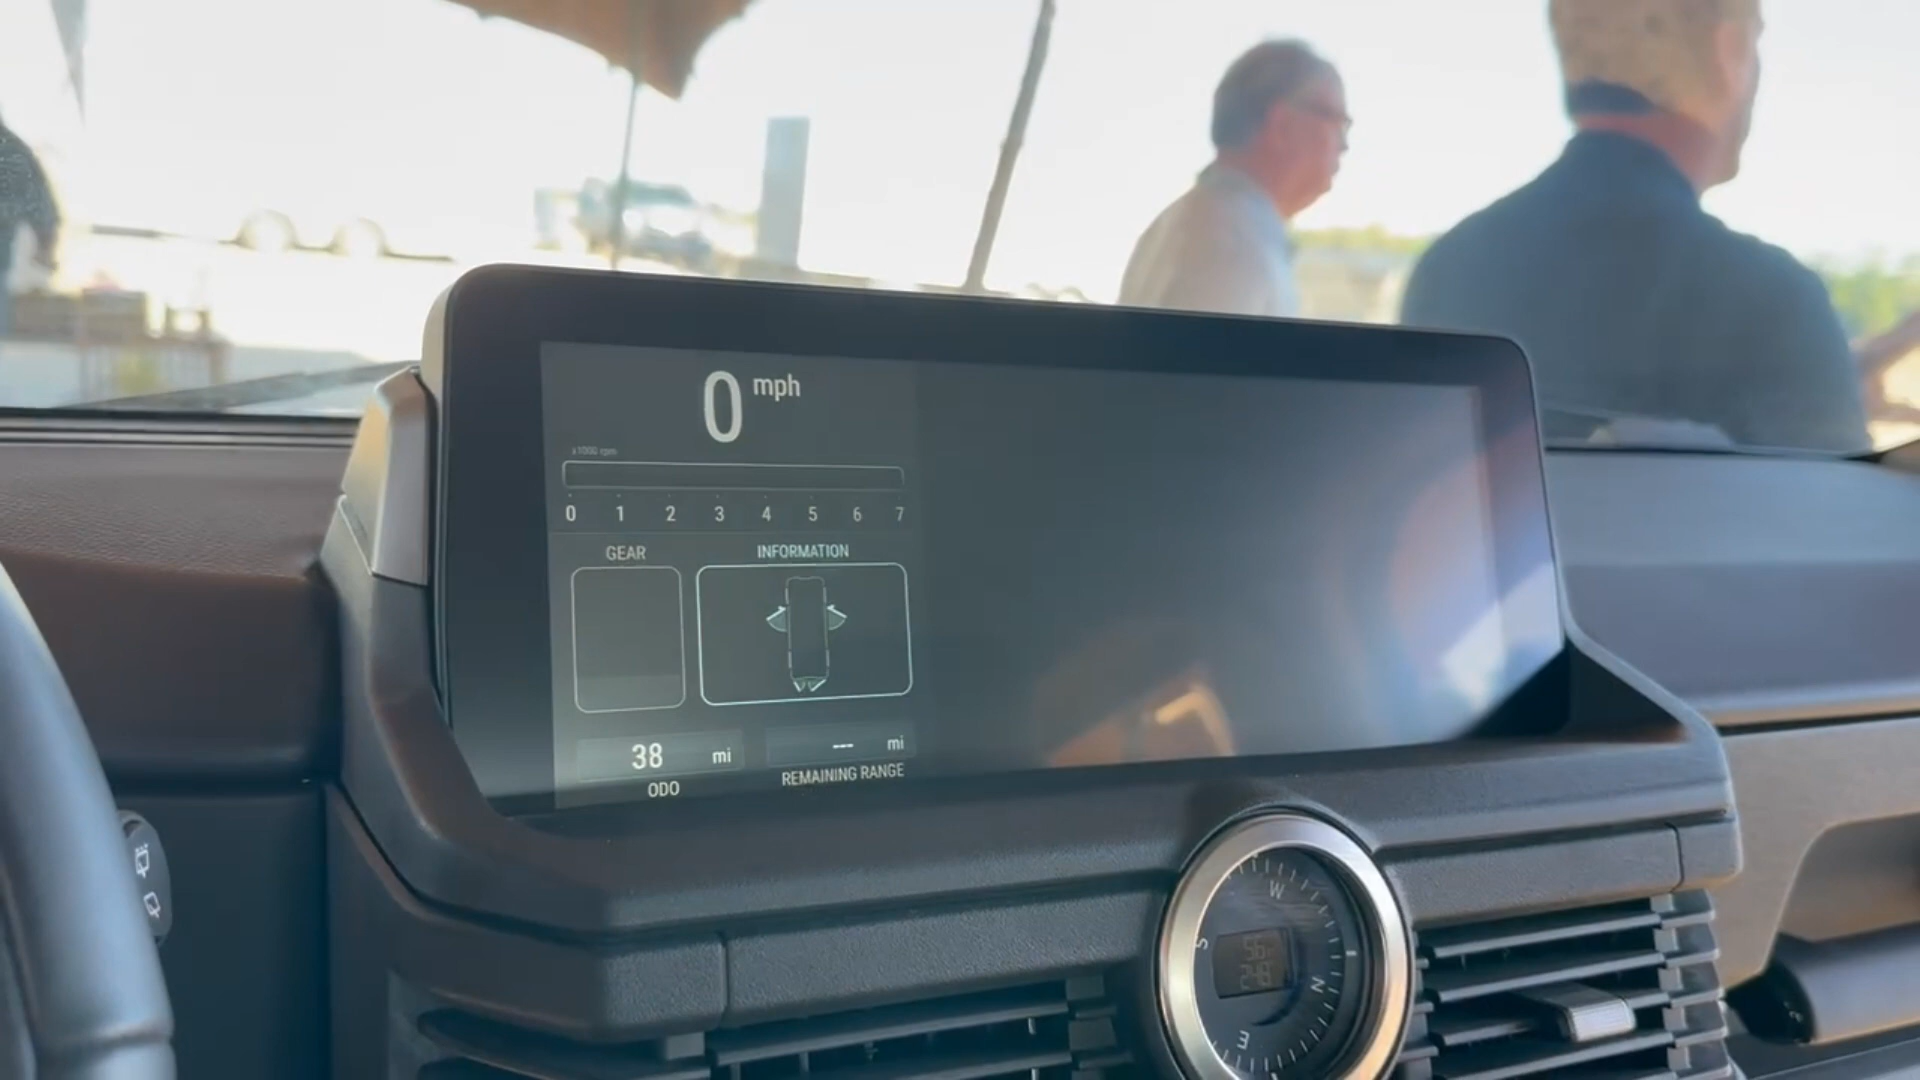 0 mph
x1000 rpm
0 1 2 3 4 5 6 7
GEAR
INFORMATION
38 mi
--- mi
ODO
REMAINING RANGE
W
S
N
E
248